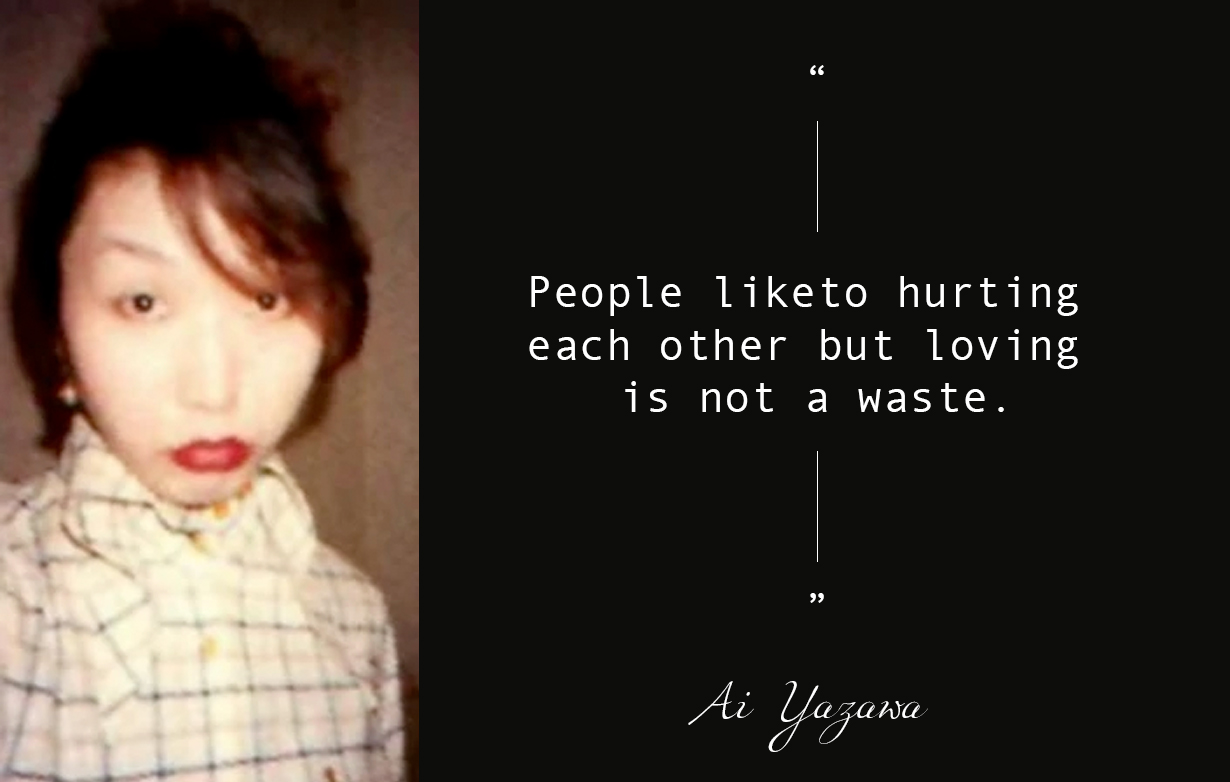 “
People liketo hurting
each other but loving
is not a waste.
”
Ai Yazawa